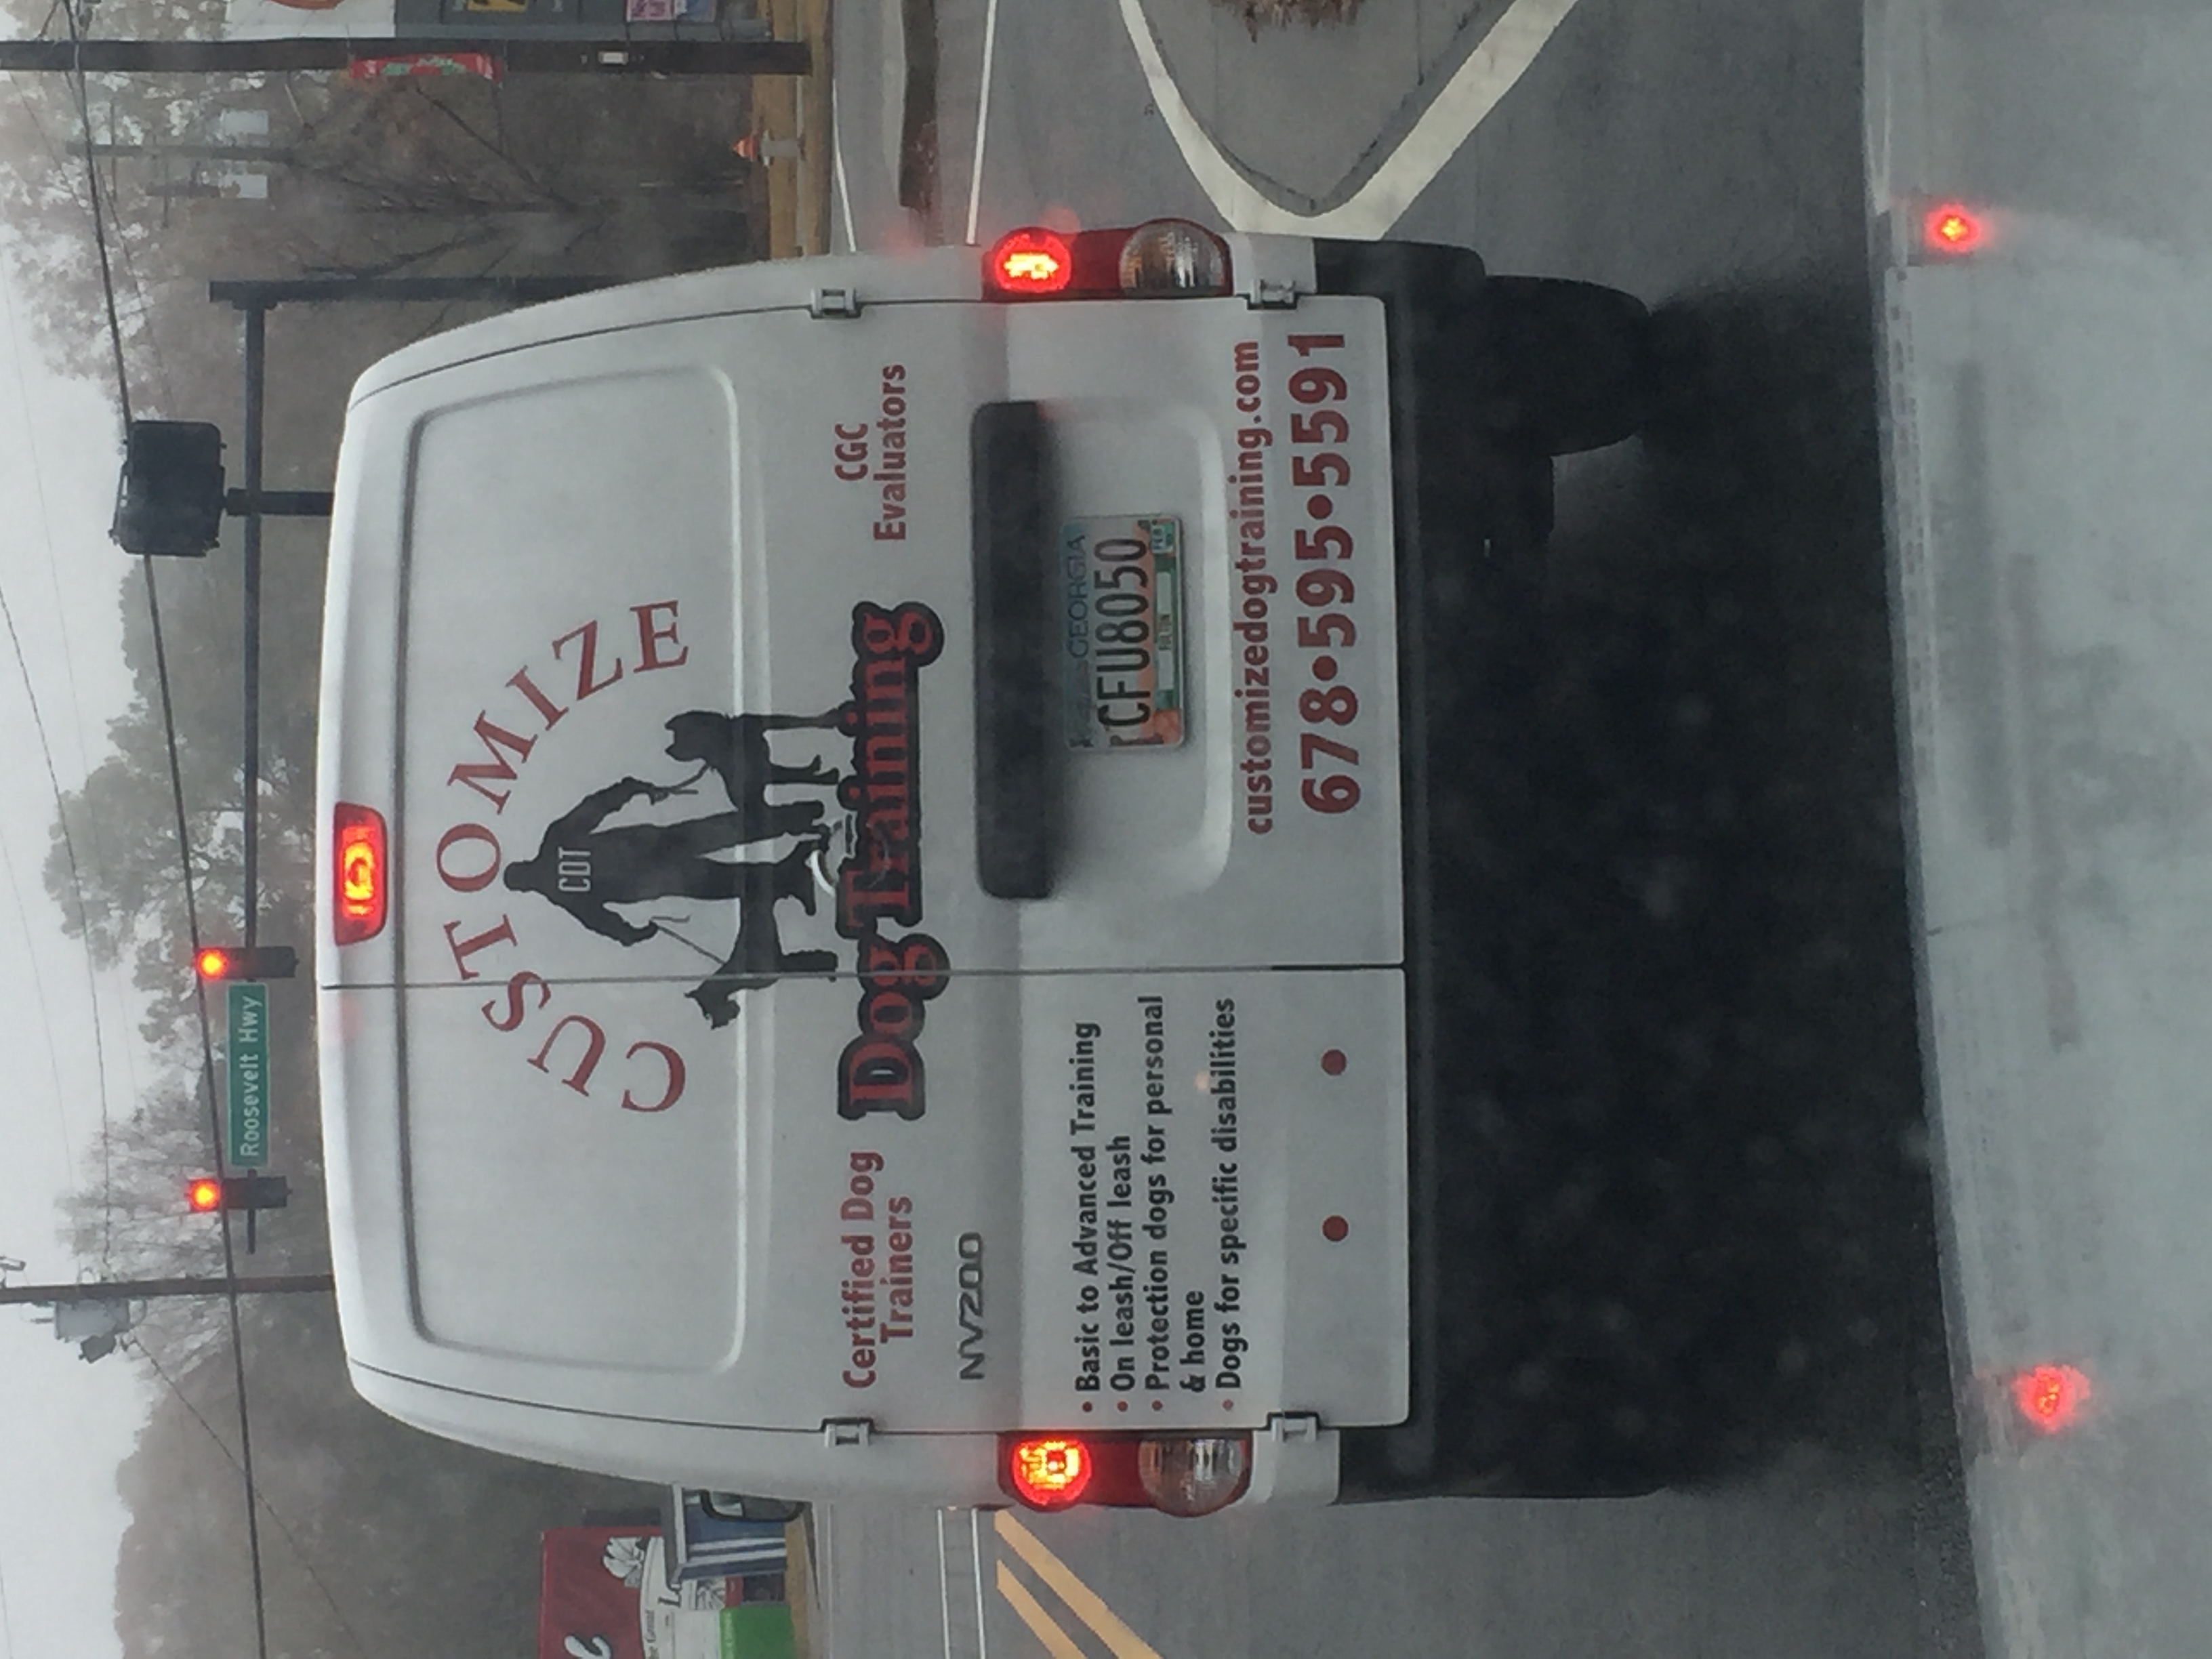 Roosevelt Hwy
CUSTOMIZE
CDT
Dog Training
Certified Dog
Trainers
CGC
Evaluators
NV200
GEORGIA
CFU8050
• Basic to Advanced Training
• On leash/Off leash
• Protection dogs for personal
& home
• Dogs for specific disabilities
customizedogtraining.com
678•595•5591